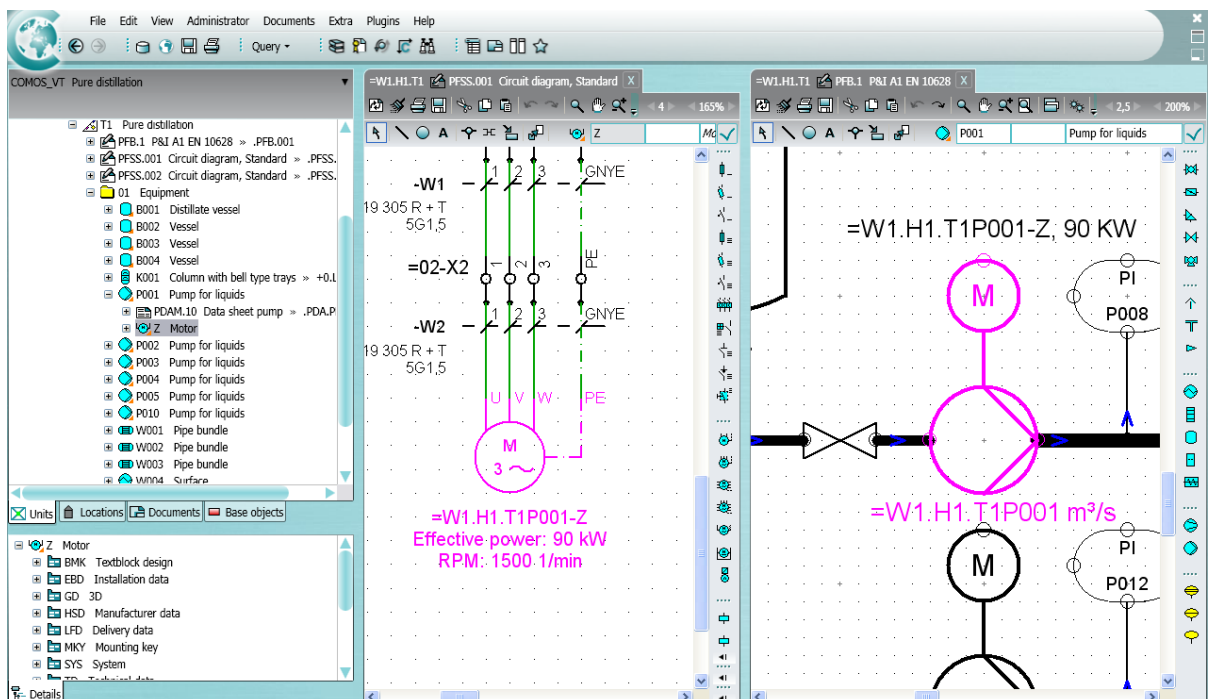 File Edit View Administrator Documents Extra Plugins Help
Query
COMOS_VT Pure distillation
T1 Pure distillation
PFB.1 P&I A1 EN 10628 » .PFB.001
PFSS.001 Circuit diagram, Standard » .PFSS.
PFSS.002 Circuit diagram, Standard » .PFSS.
01 Equipment
B001 Distillate vessel
B002 Vessel
B003 Vessel
B004 Vessel
K001 Column with bell type trays » +0.L
P001 Pump for liquids
PDAM.10 Data sheet pump » .PDA.P
Z Motor
P002 Pump for liquids
P003 Pump for liquids
P004 Pump for liquids
P005 Pump for liquids
P010 Pump for liquids
W001 Pipe bundle
W002 Pipe bundle
W003 Pipe bundle
W004 Surface
Units Locations Documents Base objects
Z Motor
BMK Textblock design
EBD Installation data
GD 3D
HSD Manufacturer data
LFD Delivery data
MKY Mounting key
SYS System
TD Technical data
Details
=W1.H1.T1 PFSS.001 Circuit diagram, Standard X
4 165%
A Z Mo
1 2 3 GNYE
-W1
19 305 R + T
5G1,5
=02-X2 1 2 3 PE
1 2 3 GNYE
-W2
19 305 R + T
5G1,5
U V W PE
M
3
=W1.H1.T1P001-Z
Effective power: 90 kW
RPM: 1500 1/min
=W1.H1.T1 PFB.1 P&I A1 EN 10628 X
2,5 200%
A P001 Pump for liquids
=W1.H1.T1P001-Z, 90 KW
M
PI
P008
=W1.H1.T1P001 m³/s
M
PI
P012